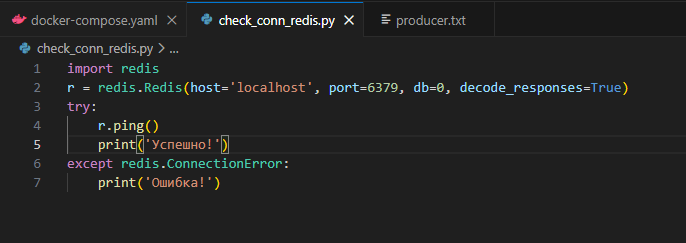 docker-compose.yaml check_conn_redis.py producer.txt
check_conn_redis.py > ...
1 import redis
2 r = redis.Redis(host='localhost', port=6379, db=0, decode_responses=True)
3 try:
4     r.ping()
5     print('Успешно!')
6 except redis.ConnectionError:
7     print('Ошибка!')